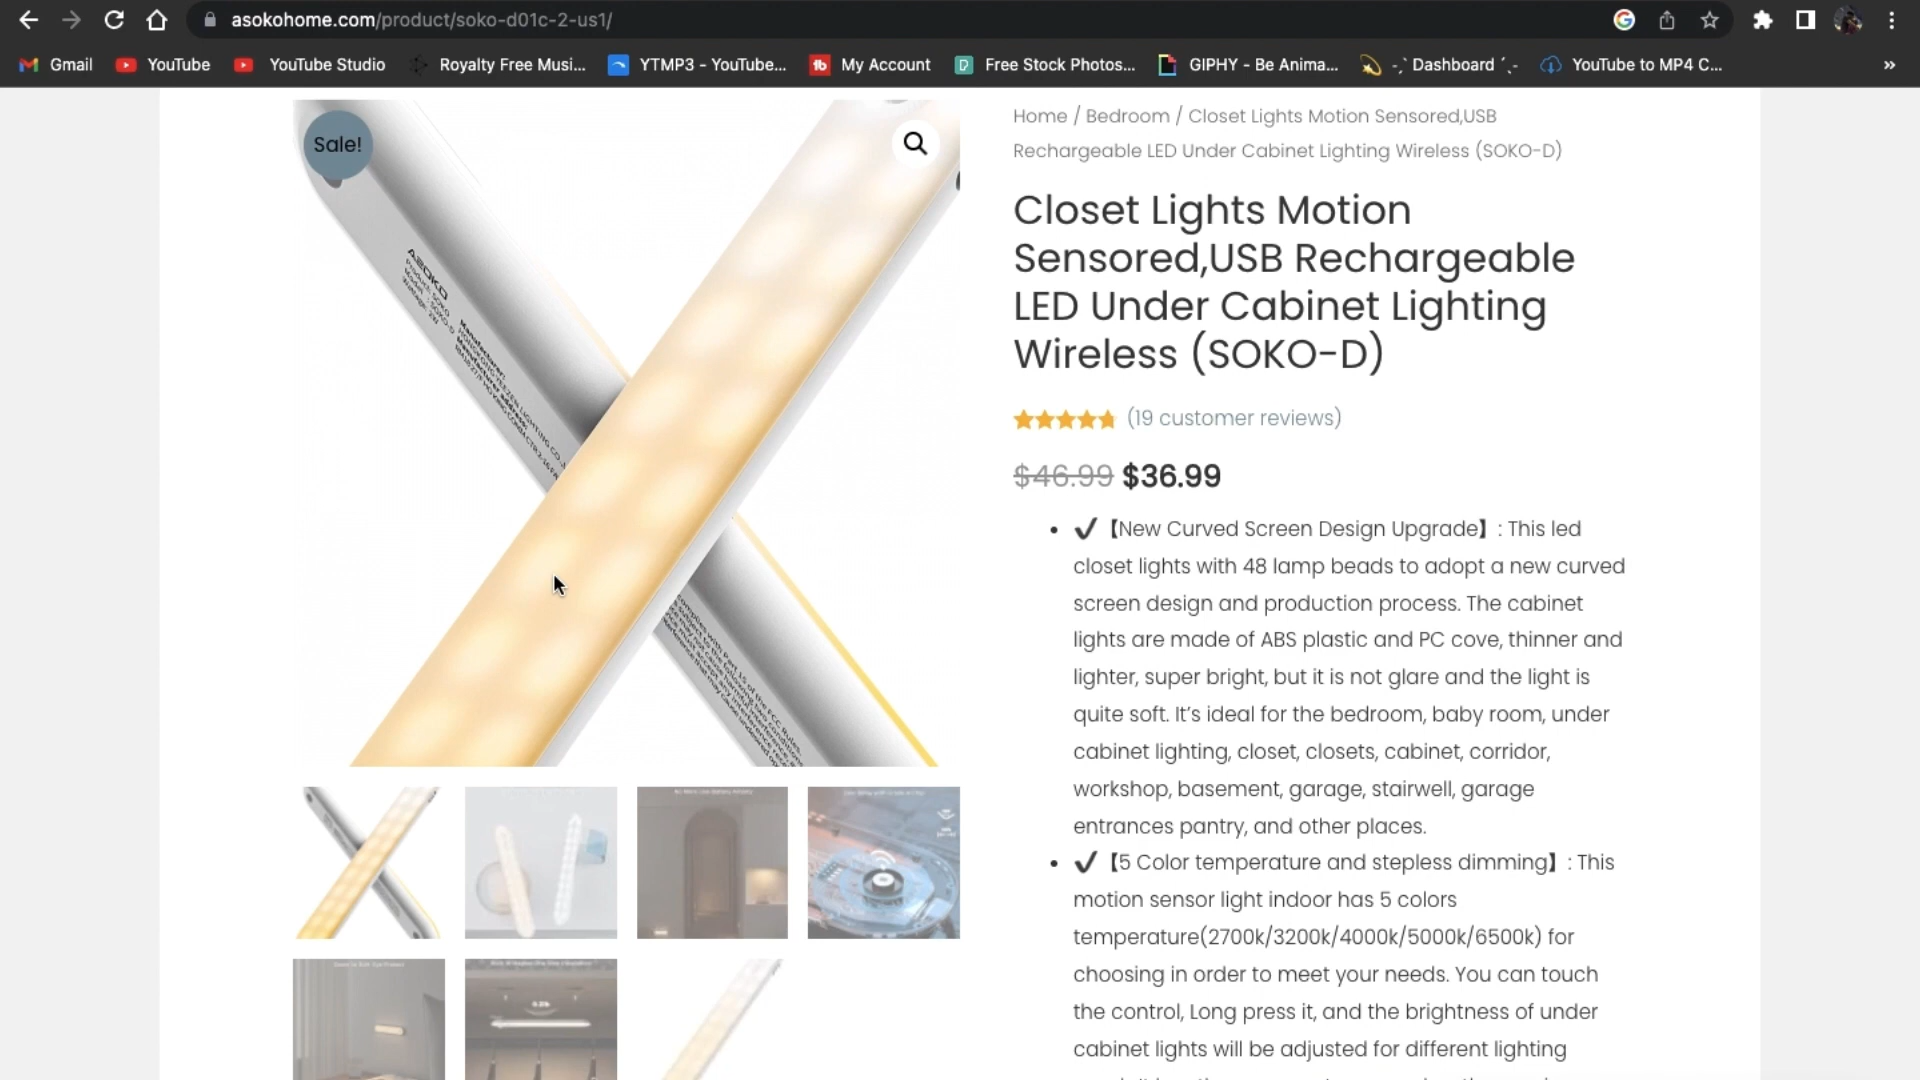 asokohome.com/product/soko-d01c-2-us1/
Gmail
YouTube
YouTube Studio
Royalty Free Musi...
YTMP3 - YouTube...
My Account
Free Stock Photos...
GIPHY - Be Anima...
-ˏˋ Dashboard ˊˎ-
YouTube to MP4 C...
»
Sale!
ASOKO
Home / Bedroom / Closet Lights Motion Sensored,USB
Rechargeable LED Under Cabinet Lighting Wireless (SOKO-D)
Closet Lights Motion
Sensored,USB Rechargeable
LED Under Cabinet Lighting
Wireless (SOKO-D)
(19 customer reviews)
$46.99 $36.99
• ✔【New Curved Screen Design Upgrade】: This led
closet lights with 48 lamp beads to adopt a new curved
screen design and production process. The cabinet
lights are made of ABS plastic and PC cove, thinner and
lighter, super bright, but it is not glare and the light is
quite soft. It’s ideal for the bedroom, baby room, under
cabinet lighting, closet, closets, cabinet, corridor,
workshop, basement, garage, stairwell, garage
entrances pantry, and other places.
• ✔【5 Color temperature and stepless dimming】: This
motion sensor light indoor has 5 colors
temperature(2700k/3200k/4000k/5000k/6500k) for
choosing in order to meet your needs. You can touch
the control, Long press it, and the brightness of under
cabinet lights will be adjusted for different lighting